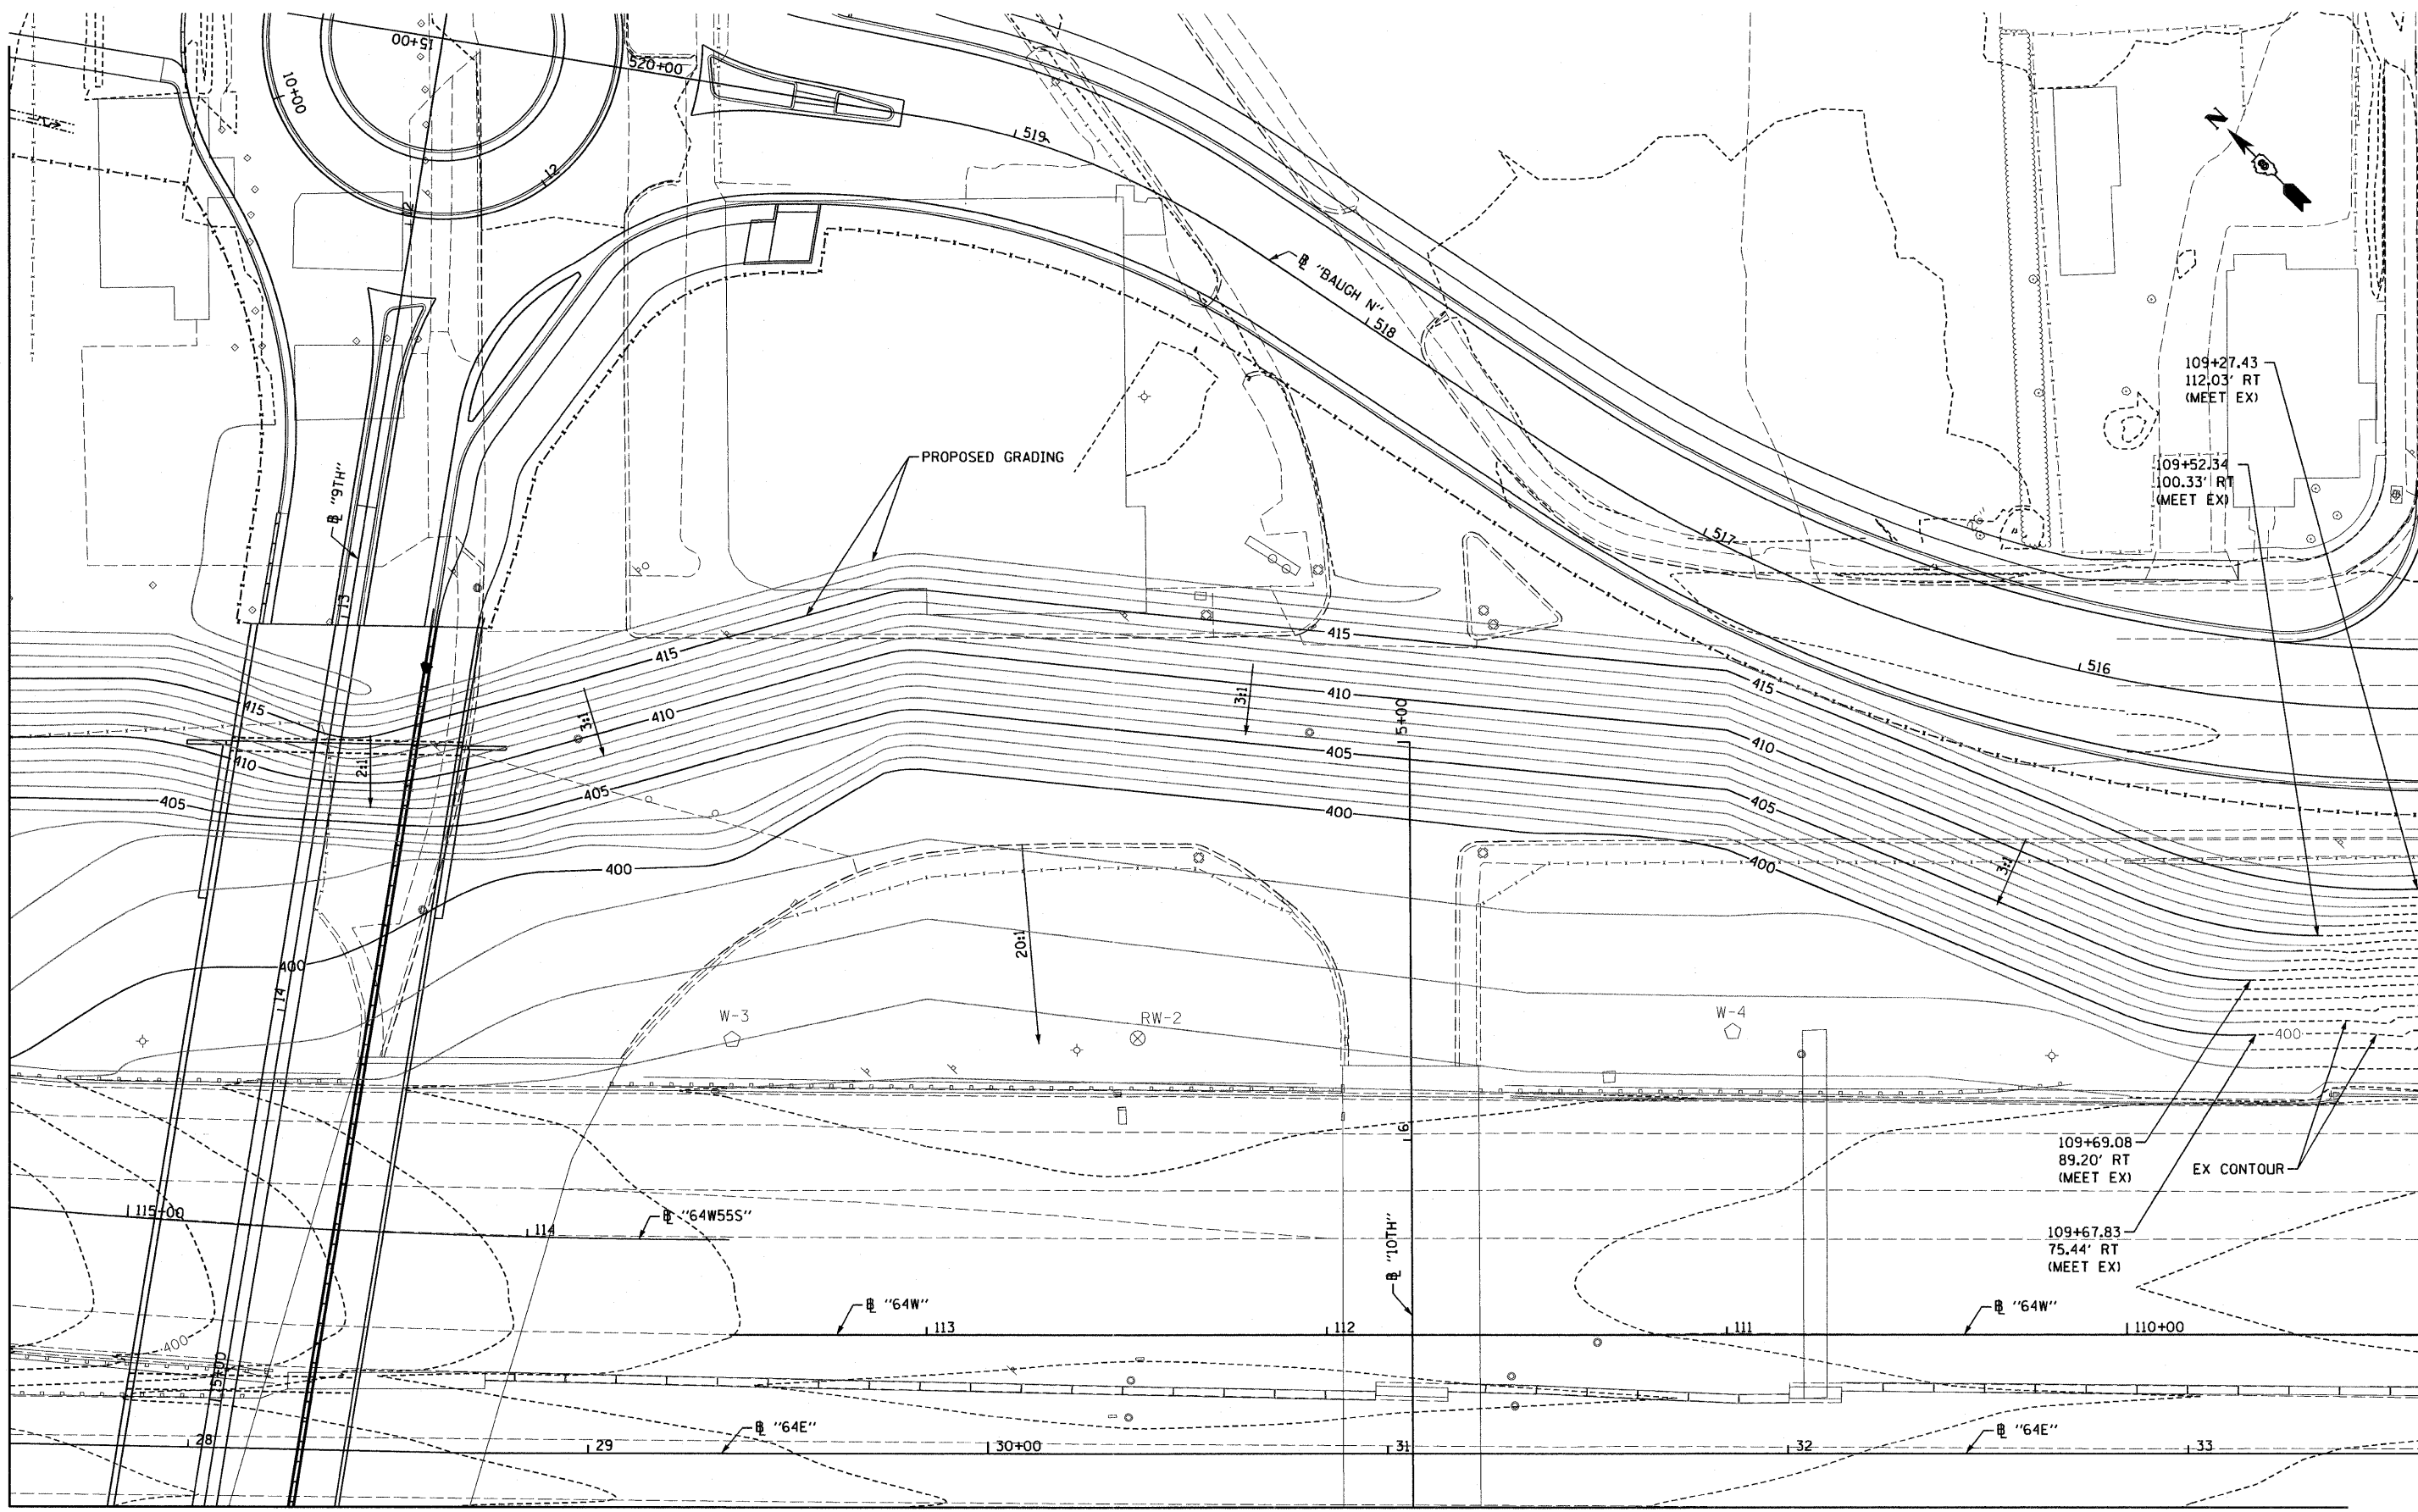 15+00
10+00
520+00
12
519
N
12
℄ "BAUGH N"
518
109+27.43
112.03' RT
(MEET EX)
PROPOSED GRADING
109+52.34
100.33' RT
(MEET EX)
℄ "9TH"
517
13
415
415
516
415
415
410
3:1
3:1
410
5+00
410
410
2:1
405
405
405
405
400
400
400
3:1
20:1
400
14
W-3
RW-2
W-4
400
6
109+69.08
89.20' RT
(MEET EX)
EX CONTOUR
115+00
114
℄ "64W55S"
℄ "10TH"
109+67.83
75.44' RT
(MEET EX)
℄ "64W"
℄ "64W"
113
112
111
110+00
400
15+00
℄ "64E"
℄ "64E"
28
29
30+00
31
32
33